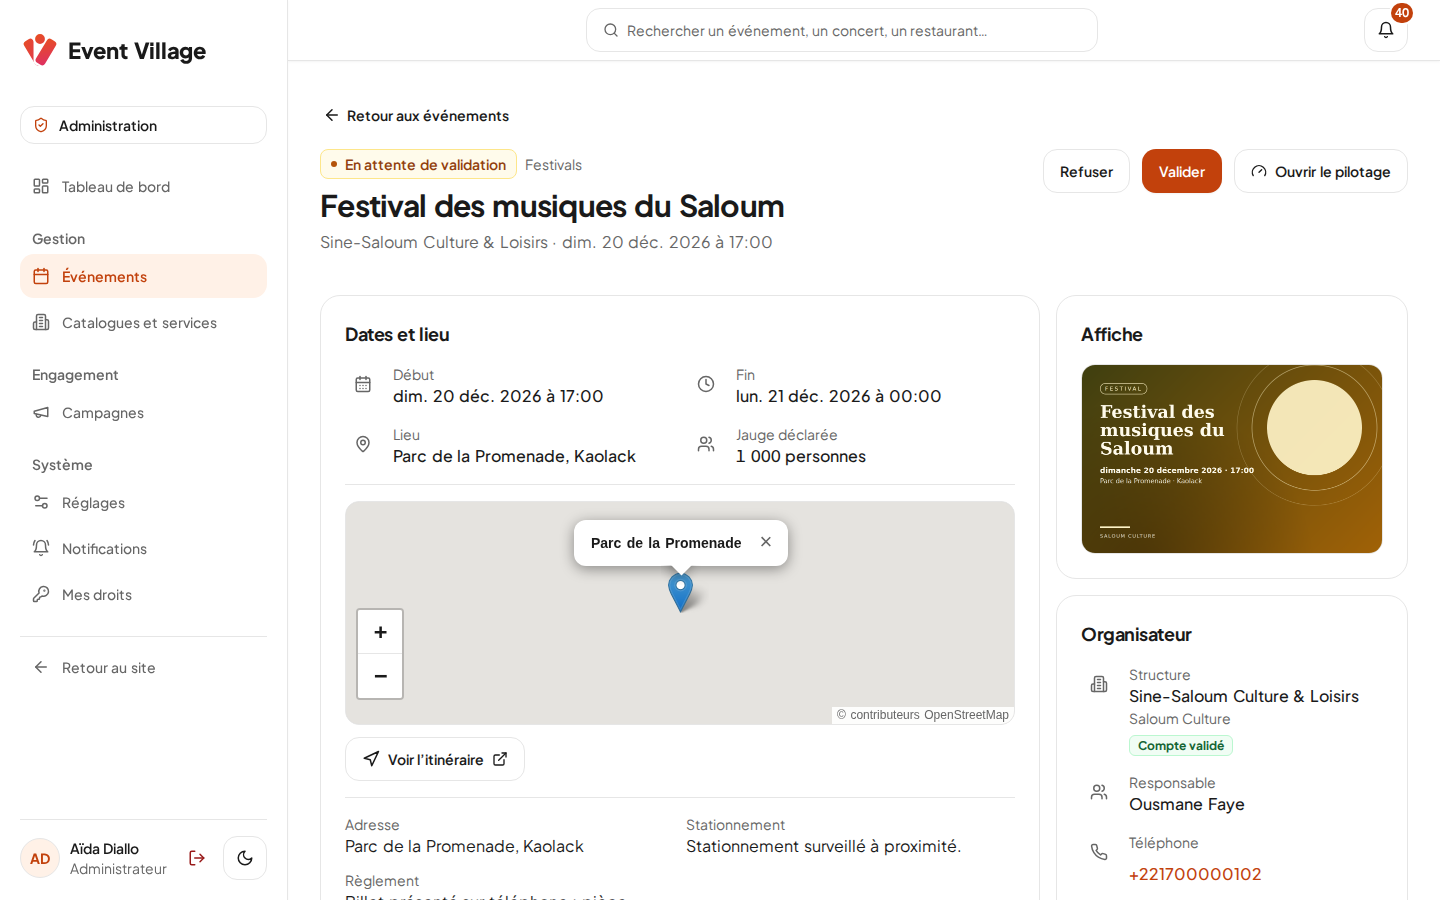 Event Village
Administration
Tableau de bord
Gestion
Événements
Catalogues et services
Engagement
Campagnes
Système
Réglages
Notifications
Mes droits
Retour au site
AD
Aïda Diallo
Administrateur
Rechercher un événement, un concert, un restaurant...
40
Retour aux événements
En attente de validation
Festivals
Festival des musiques du Saloum
Sine-Saloum Culture & Loisirs · dim. 20 déc. 2026 à 17:00
Refuser
Valider
Ouvrir le pilotage
Dates et lieu
Début
dim. 20 déc. 2026 à 17:00
Fin
lun. 21 déc. 2026 à 00:00
Lieu
Parc de la Promenade, Kaolack
Jauge déclarée
1 000 personnes
Parc de la Promenade
×
+
−
© contributeurs OpenStreetMap
Voir l'itinéraire
Adresse
Parc de la Promenade, Kaolack
Stationnement
Stationnement surveillé à proximité.
Règlement
Affiche
FESTIVAL
Festival des
musiques du
Saloum
dimanche 20 décembre 2026 · 17:00
Parc de la Promenade · Kaolack
SALOUM CULTURE
Organisateur
Structure
Sine-Saloum Culture & Loisirs
Saloum Culture
Compte validé
Responsable
Ousmane Faye
Téléphone
+221700000102